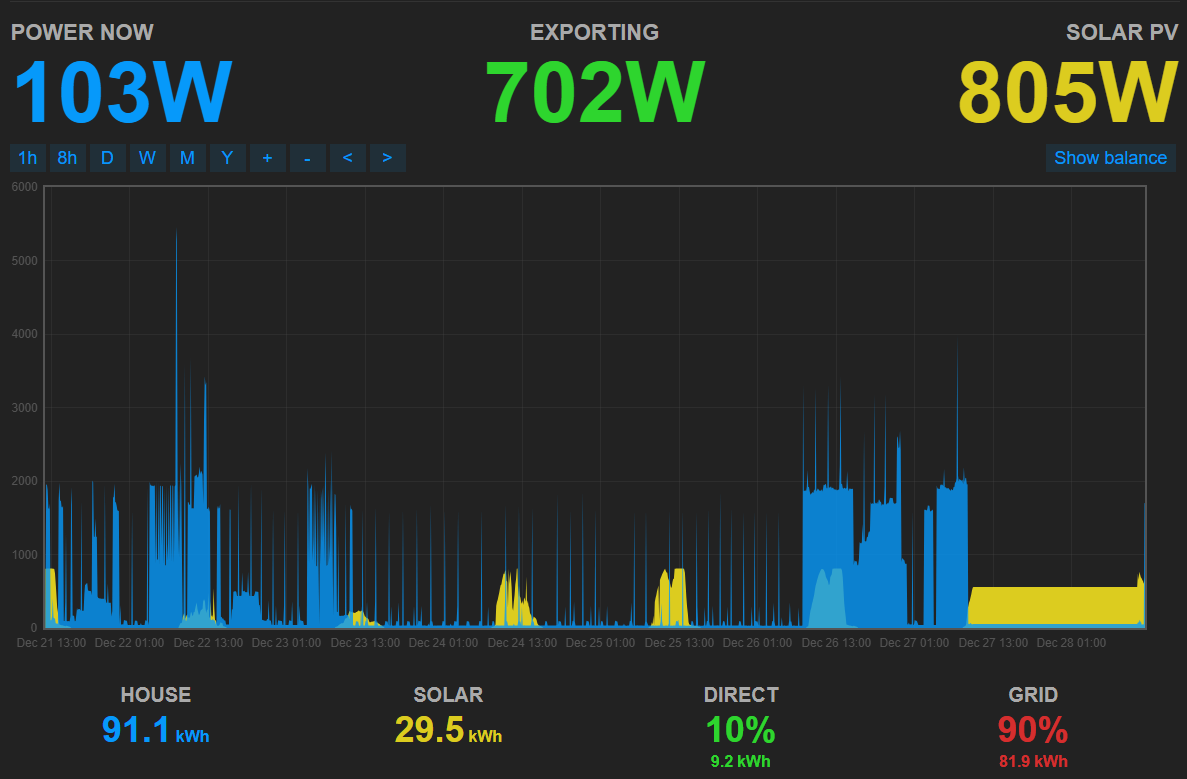 POWER NOW EXPORTING SOLAR PV
103W 702W 805W
1h 8h D W M Y + - < > Show balance
6000
5000
4000
3000
2000
1000
0
Dec 21 13:00 Dec 22 01:00 Dec 22 13:00 Dec 23 01:00 Dec 23 13:00 Dec 24 01:00 Dec 24 13:00 Dec 25 01:00 Dec 25 13:00 Dec 26 01:00 Dec 26 13:00 Dec 27 01:00 Dec 27 13:00 Dec 28 01:00
HOUSE SOLAR DIRECT GRID
91.1 kWh 29.5 kWh 10% 90%
9.2 kWh 81.9 kWh